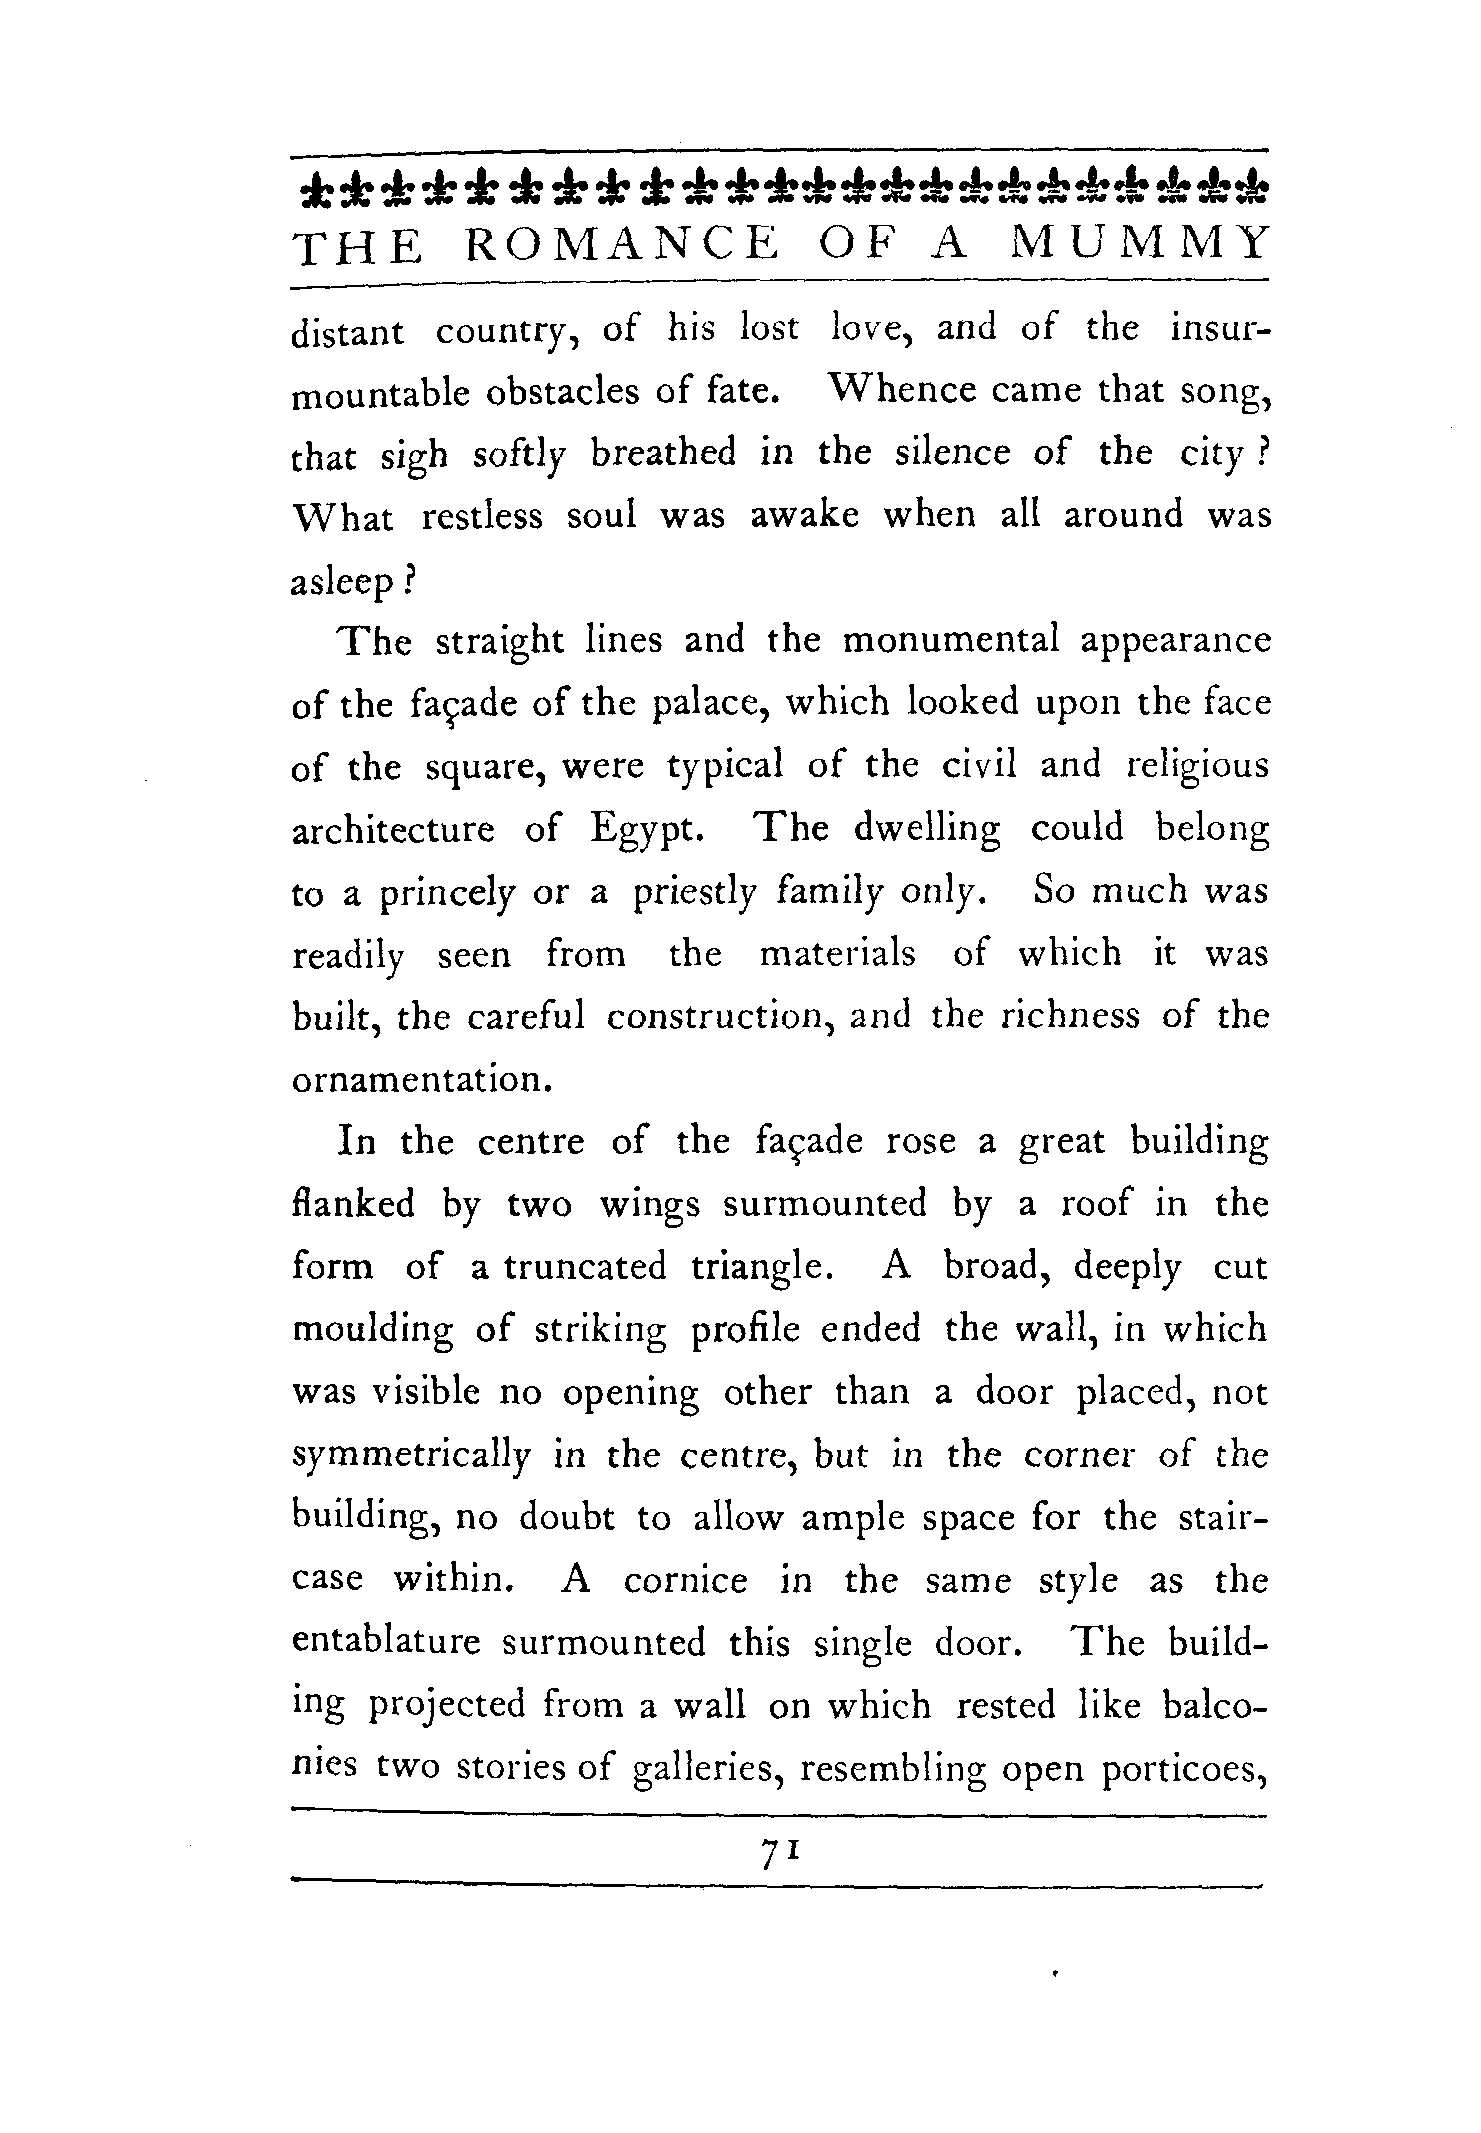 THE ROMANCE OF A MUMMY
distant country, of his lost love, and of the insur-
mountable obstacles of fate. Whence came that song,
that sigh softly breathed in the silence of the city ?
What restless soul was awake when all around was
asleep ?
The straight lines and the monumental appearance
of the façade of the palace, which looked upon the face
of the square, were typical of the civil and religious
architecture of Egypt. The dwelling could belong
to a princely or a priestly family only. So much was
readily seen from the materials of which it was
built, the careful construction, and the richness of the
ornamentation.
In the centre of the façade rose a great building
flanked by two wings surmounted by a roof in the
form of a truncated triangle. A broad, deeply cut
moulding of striking profile ended the wall, in which
was visible no opening other than a door placed, not
symmetrically in the centre, but in the corner of the
building, no doubt to allow ample space for the stair-
case within. A cornice in the same style as the
entablature surmounted this single door. The build-
ing projected from a wall on which rested like balco-
nies two stories of galleries, resembling open porticoes,
71